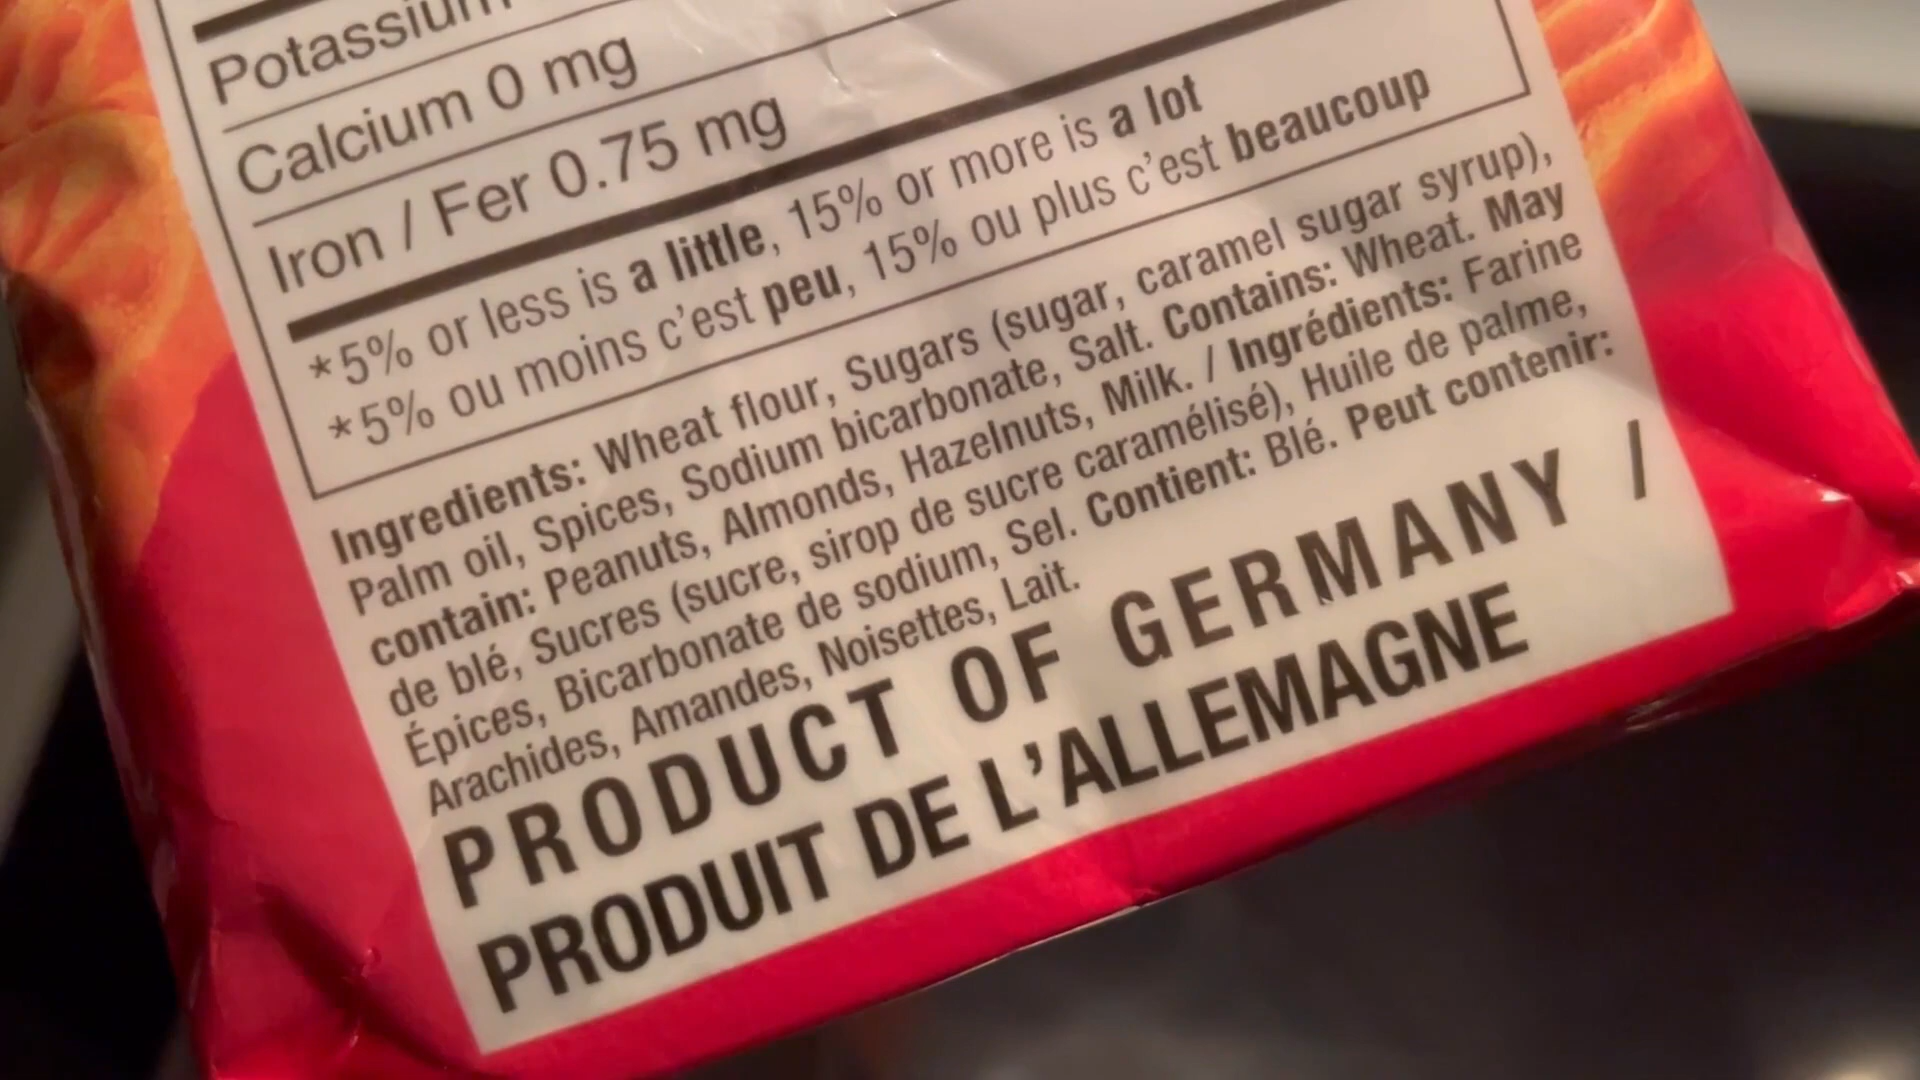 Potassium
Calcium 0 mg
Iron / Fer 0.75 mg
*5% or less is a little, 15% or more is a lot
*5% ou moins c'est peu, 15% ou plus c'est beaucoup
Ingredients: Wheat flour, Sugars (sugar, caramel sugar syrup),
Palm oil, Spices, Sodium bicarbonate, Salt. Contains: Wheat. May
contain: Peanuts, Almonds, Hazelnuts, Milk. / Ingrédients: Farine
de blé, Sucres (sucre, sirop de sucre caramélisé), Huile de palme,
Épices, Bicarbonate de sodium, Sel. Contient: Blé. Peut contenir:
Arachides, Amandes, Noisettes, Lait.
PRODUCT OF GERMANY /
PRODUIT DE L'ALLEMAGNE